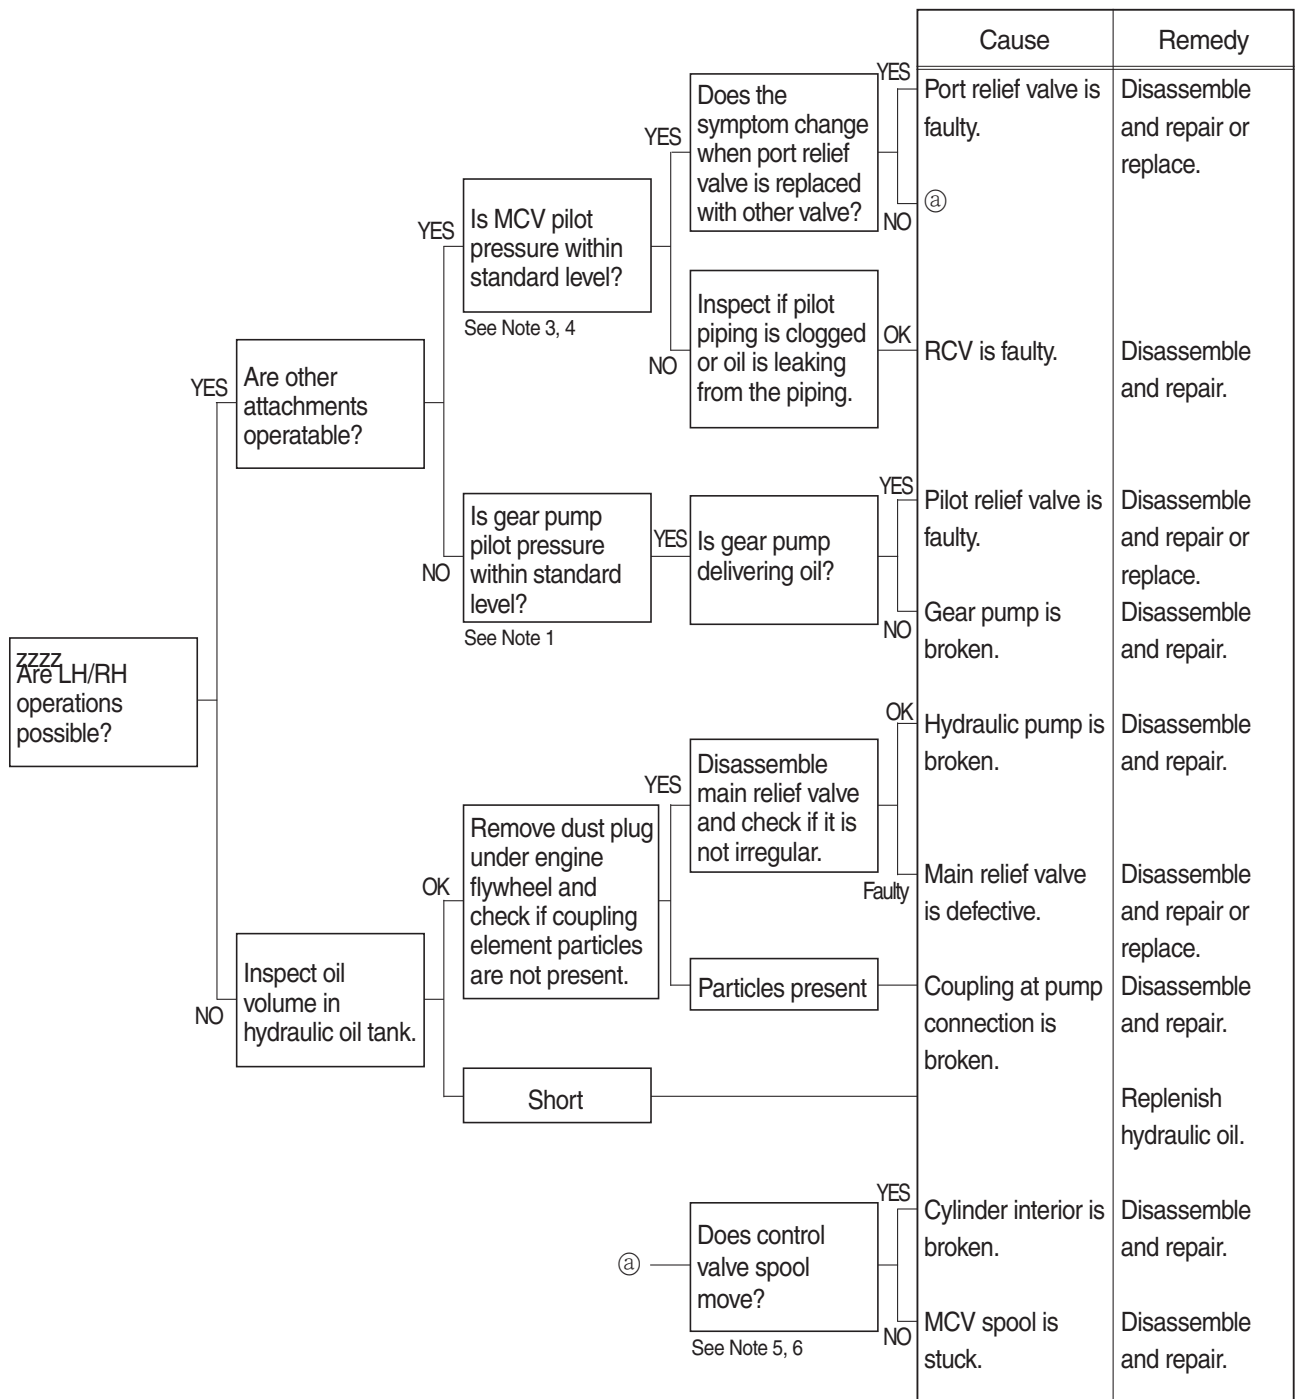 Cause
Remedy
YES
Does the
symptom change
when port relief
valve is replaced
with other valve?
NO
Port relief valve is
faulty.
Disassemble
and repair or
replace.
ⓐ
YES
Is MCV pilot
pressure within
standard level?
See Note 3, 4
YES
NO
Inspect if pilot
piping is clogged
or oil is leaking
from the piping.
OK
RCV is faulty.
Disassemble
and repair.
YES
Are other
attachments
operatable?
NO
Is gear pump
pilot pressure
within standard
level?
See Note 1
YES
Is gear pump
delivering oil?
YES
Pilot relief valve is
faulty.
Disassemble
and repair or
replace.
NO
Gear pump is
broken.
Disassemble
and repair.
zzzz
Are LH/RH
operations
possible?
OK
Hydraulic pump is
broken.
Disassemble
and repair.
YES
Disassemble
main relief valve
and check if it is
not irregular.
Faulty
Main relief valve
is defective.
Disassemble
and repair or
replace.
OK
Remove dust plug
under engine
flywheel and
check if coupling
element particles
are not present.
Particles present
Coupling at pump
connection is
broken.
Disassemble
and repair.
NO
Inspect oil
volume in
hydraulic oil tank.
Short
Replenish
hydraulic oil.
ⓐ
Does control
valve spool
move?
See Note 5, 6
YES
Cylinder interior is
broken.
Disassemble
and repair.
NO
MCV spool is
stuck.
Disassemble
and repair.